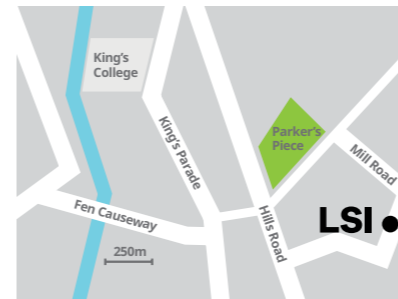 King's
College
King's Parade
Parker's
Piece
Mill Road
Fen Causeway
Hills Road
LSI
250m